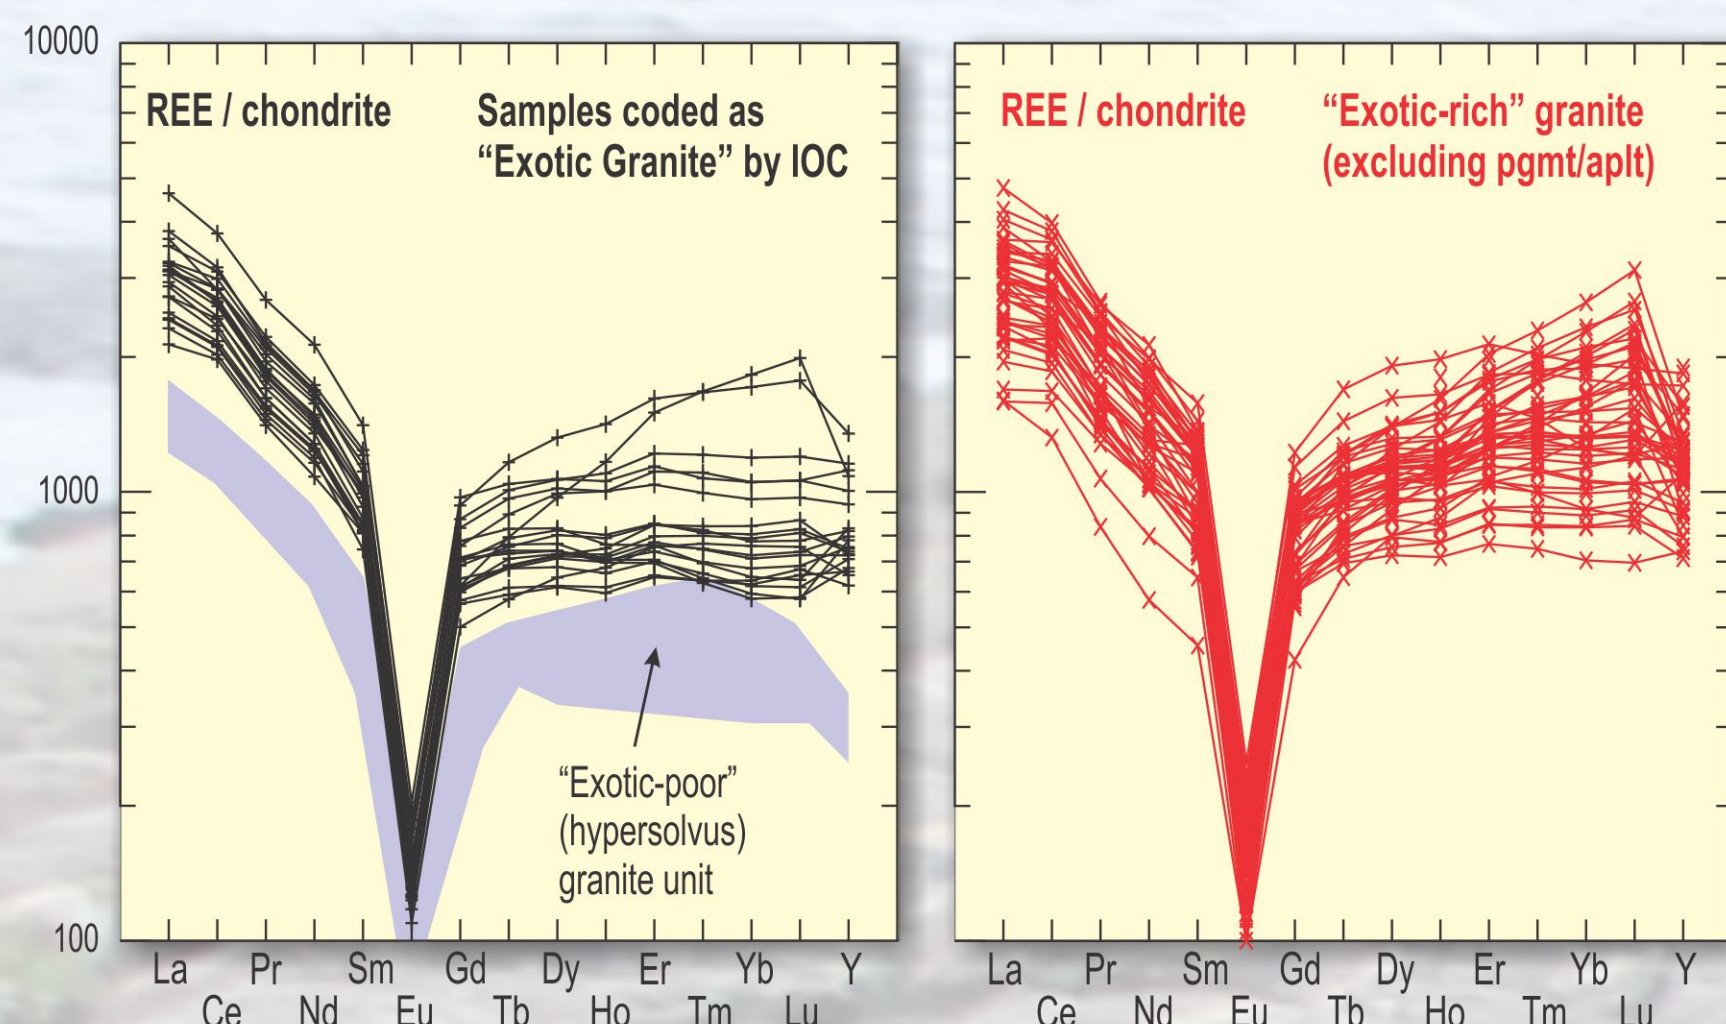 10000
1000
100
REE / chondrite
Samples coded as
“Exotic Granite” by IOC
“Exotic-poor”
(hypersolvus)
granite unit
La Pr Sm Gd Dy Er Yb Y
Ce Nd Eu Tb Ho Tm Lu
REE / chondrite
“Exotic-rich” granite
(excluding pgmt/aplt)
La Pr Sm Gd Dy Er Yb Y
Ce Nd Eu Tb Ho Tm Lu